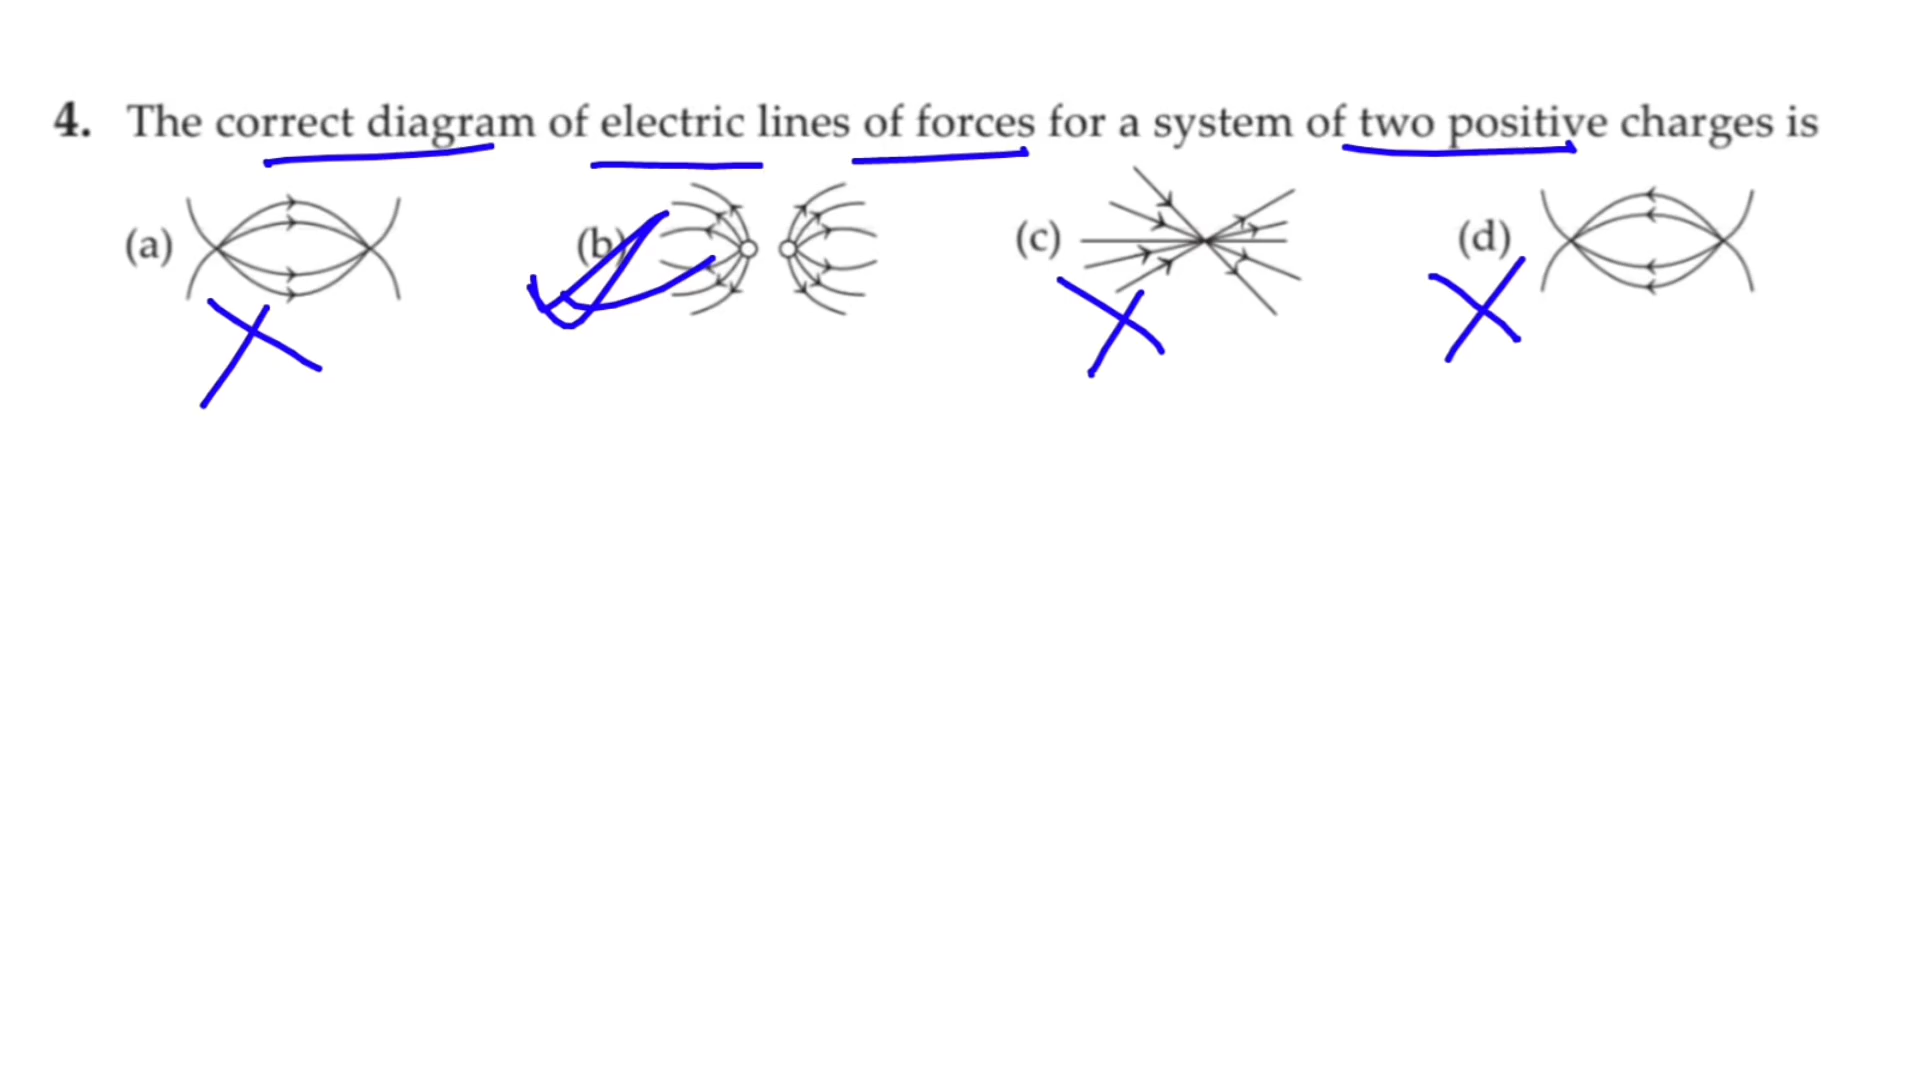 4. The correct diagram of electric lines of forces for a system of two positive charges is
(a) (b) (c) (d)